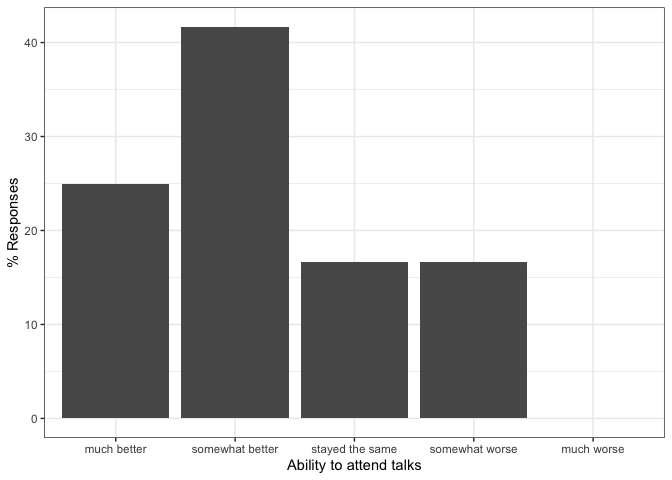 % Responses
40
30
20
10
0
much better somewhat better stayed the same somewhat worse much worse
Ability to attend talks